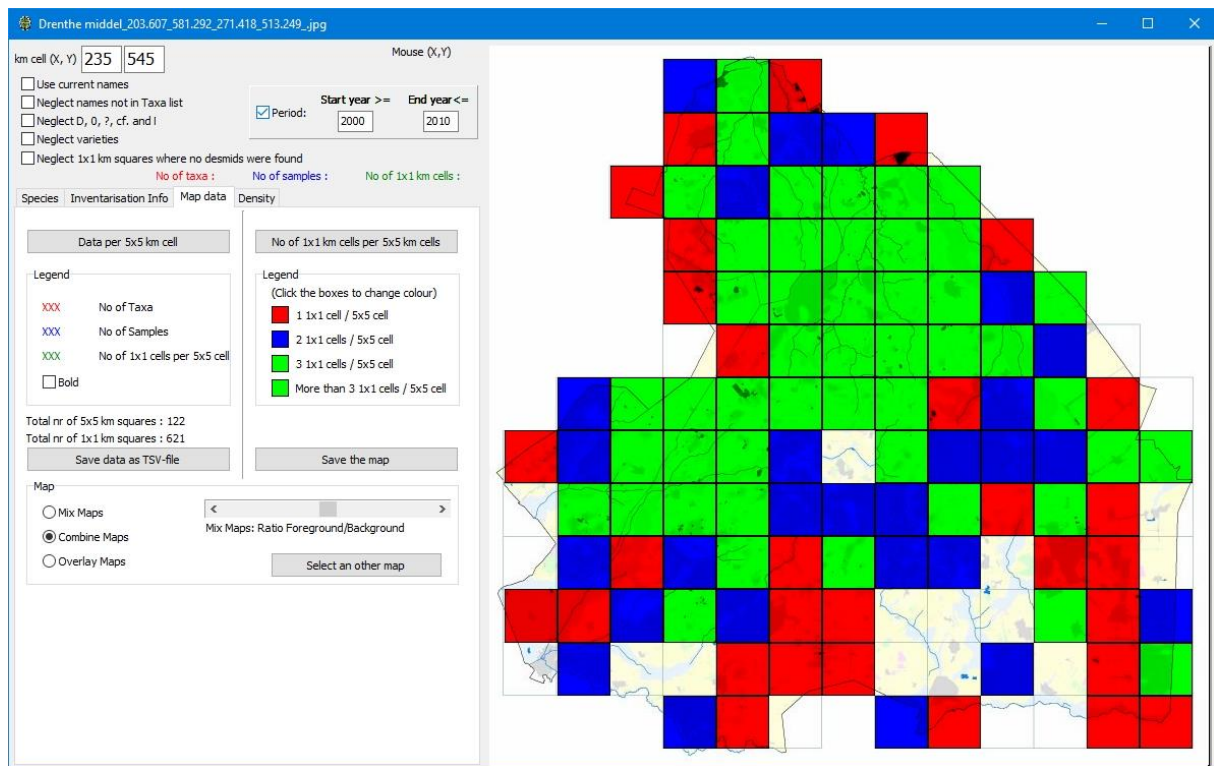 Drenthe middel_203.607_581.292_271.418_513.249_.jpg
km cell (X, Y) 235 545
Mouse (X,Y)
Use current names
Neglect names not in Taxa list
Neglect D, 0, ?, cf. and I
Neglect varieties
Neglect 1x1 km squares where no desmids were found
Period:
Start year >= End year<=
2000 2010
No of taxa : No of samples : No of 1x1 km cells :
Species Inventarisation Info Map data Density
Data per 5x5 km cell
Legend
XXX No of Taxa
XXX No of Samples
XXX No of 1x1 cells per 5x5 cell
Bold
No of 1x1 km cells per 5x5 km cells
Legend
(Click the boxes to change colour)
1 1x1 cell / 5x5 cell
2 1x1 cells / 5x5 cell
3 1x1 cells / 5x5 cell
More than 3 1x1 cells / 5x5 cell
Total nr of 5x5 km squares : 122
Total nr of 1x1 km squares : 621
Save data as TSV-file
Save the map
Map
Mix Maps
Combine Maps
Overlay Maps
Mix Maps: Ratio Foreground/Background
Select an other map